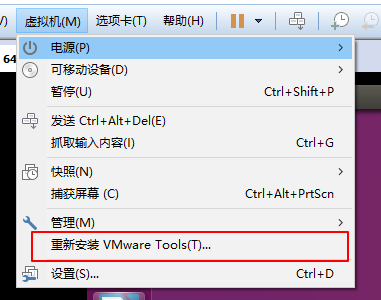 V) 虚拟机(M) 选项卡(T) 帮助(H)
64
电源(P)
可移动设备(D)
暂停(U) Ctrl+Shift+P
发送 Ctrl+Alt+Del(E)
抓取输入内容(I) Ctrl+G
快照(N)
捕获屏幕 (C) Ctrl+Alt+PrtScn
管理(M)
重新安装 VMware Tools(T)...
设置(S)... Ctrl+D